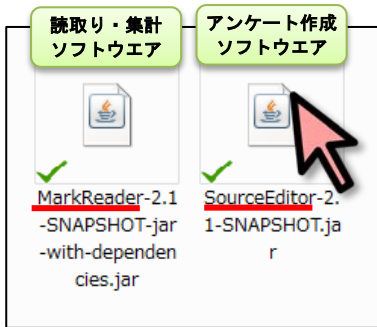 読取り・集計
ソフトウエア
アンケート作成
ソフトウエア
MarkReader-2.1
-SNAPSHOT-jar
-with-dependen
cies.jar
SourceEditor-2.
1-SNAPSHOT.ja
r